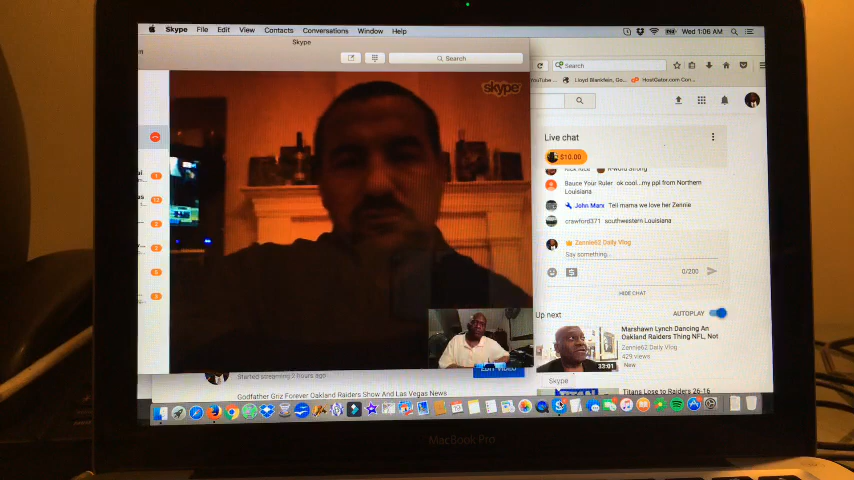 Skype File Edit View Contacts Conversations Window Help
Wed 1:06 AM
Skype
Search
Search
skype
YouTube...
Lloyd Blankfein, Go...
HostGator.com Con...
Live chat
$10.00
Bauce Your Ruler ok cool...my ppl from Northern
Louisiana
John Marx Tell mama we love her Zennie
crawford371 southwestern Louisiana
Zennie62 Daily Vlog
Say something...
0/200
HIDE CHAT
Up next
AUTOPLAY
Marshawn Lynch Dancing An
Oakland Raiders Thing NFL, Not
Zennie62 Daily Vlog
429 views
New
33:01
Skype
Titans Lose to Raiders 26-16
Started streaming 2 hours ago
EDIT VIDEO
Godfather Griz Forever Oakland Raiders Show And Las Vegas News
MacBook Pro